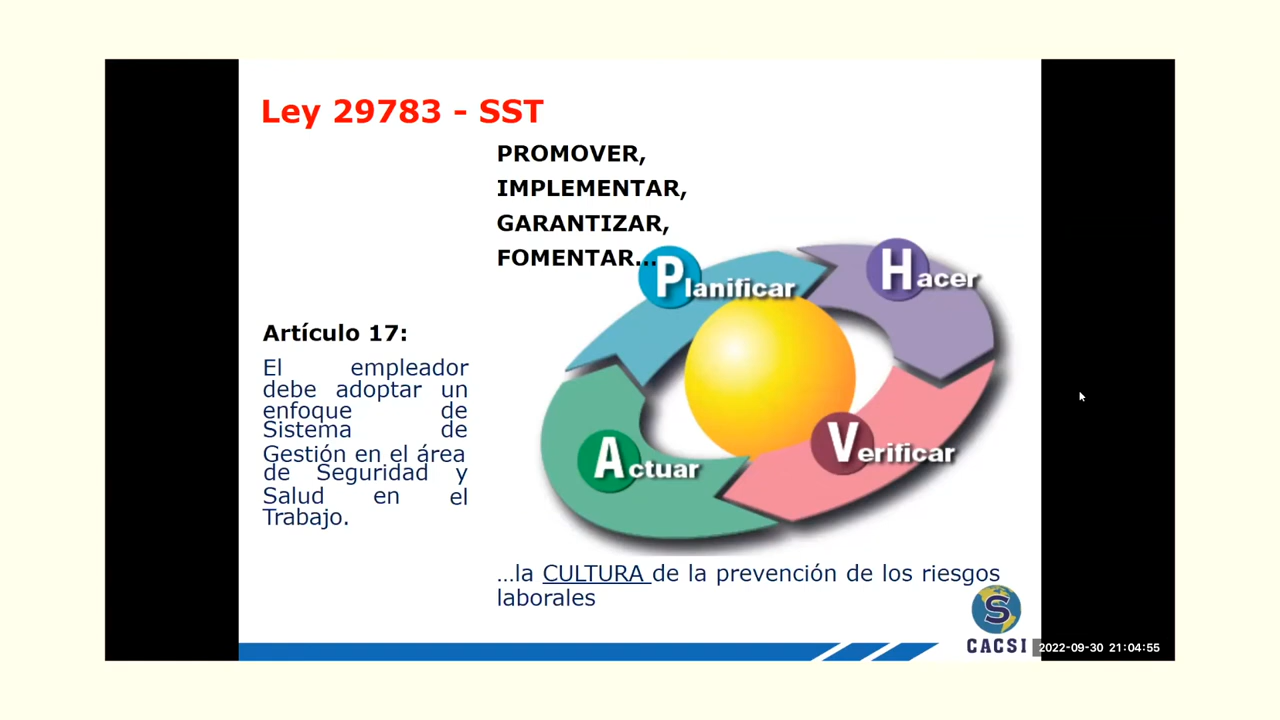 Ley 29783 - SST
PROMOVER,
IMPLEMENTAR,
GARANTIZAR,
FOMENTAR...
Planificar
Hacer
Artículo 17:
El empleador
debe adoptar un
enfoque de
Sistema de
Gestión en el área
de Seguridad y
Salud en el
Trabajo.
Actuar
Verificar
...la CULTURA de la prevención de los riesgos
laborales
S
CACSI
2022-09-30 21:04:55